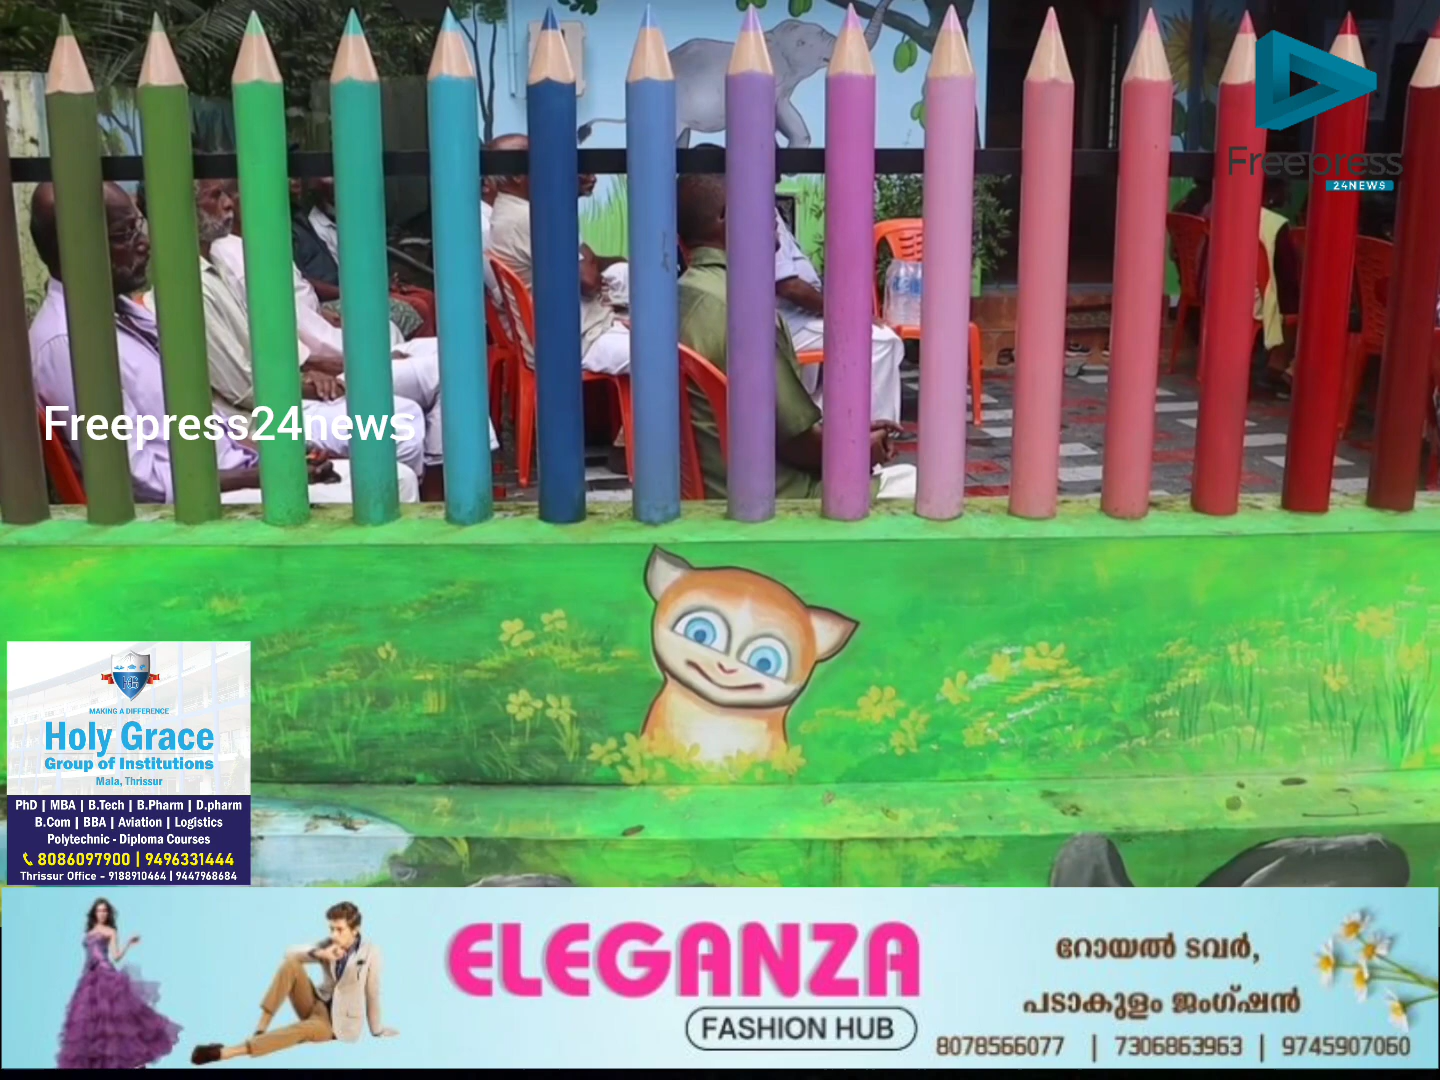 Freepress
24NEWS
Freepress24news
HG
MAKING A DIFFERENCE
Holy Grace
Group of Institutions
Mala, Thrissur
PhD | MBA | B.Tech | B.Pharm | D.pharm
B.Com | BBA | Aviation | Logistics
Polytechnic - Diploma Courses
8086097900 | 9496331444
Thrissur Office - 9188910464 | 9447968684
ELEGANZA
FASHION HUB
റോയൽ ടവർ,
പടാകുളം ജംഗ്ഷൻ
8078566077 | 7306863963 | 9745907060